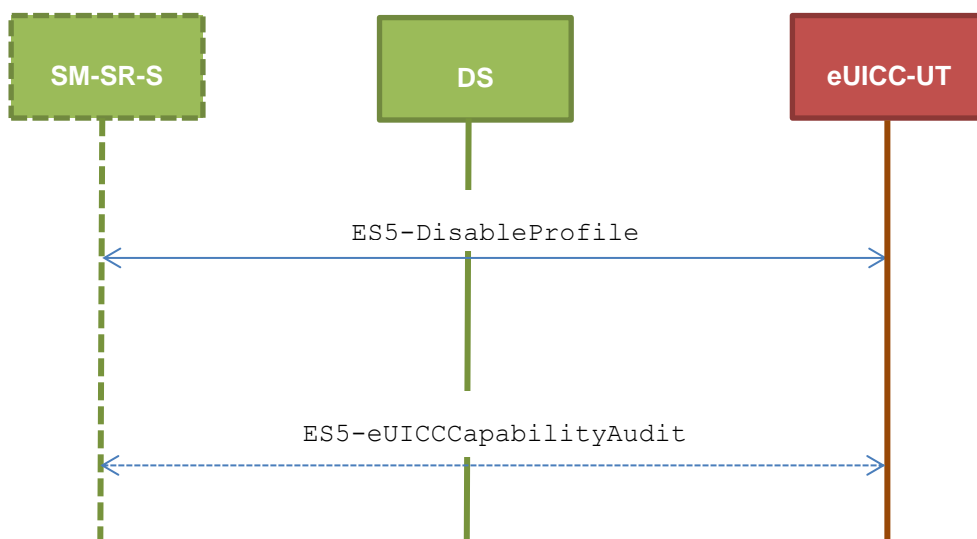 SM-SR-S
DS
eUICC-UT
ES5-DisableProfile
ES5-eUICCCapabilityAudit